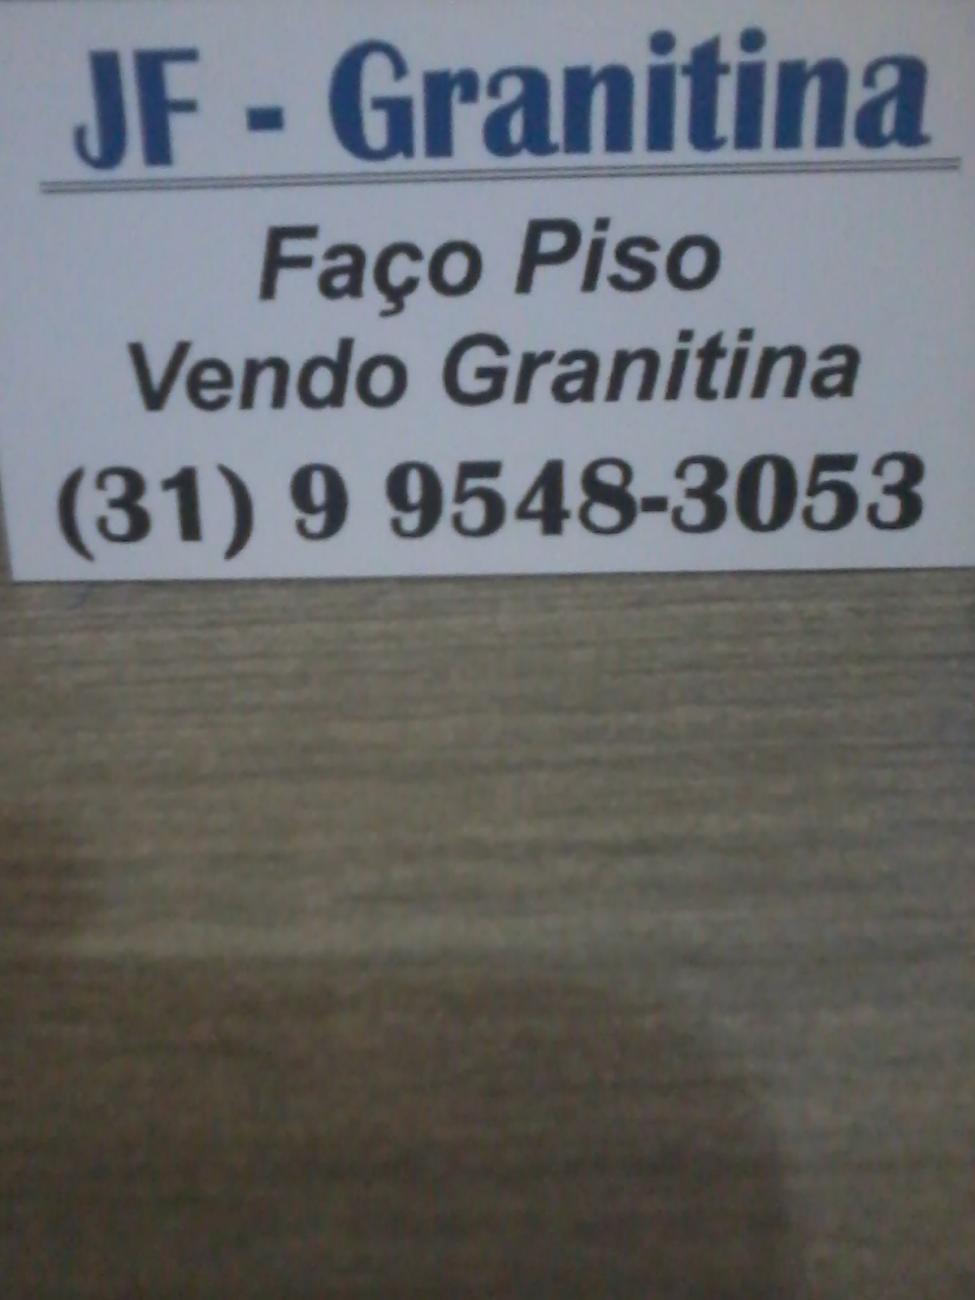 JF - Granitina
Faço Piso
Vendo Granitina
(31) 9 9548-3053